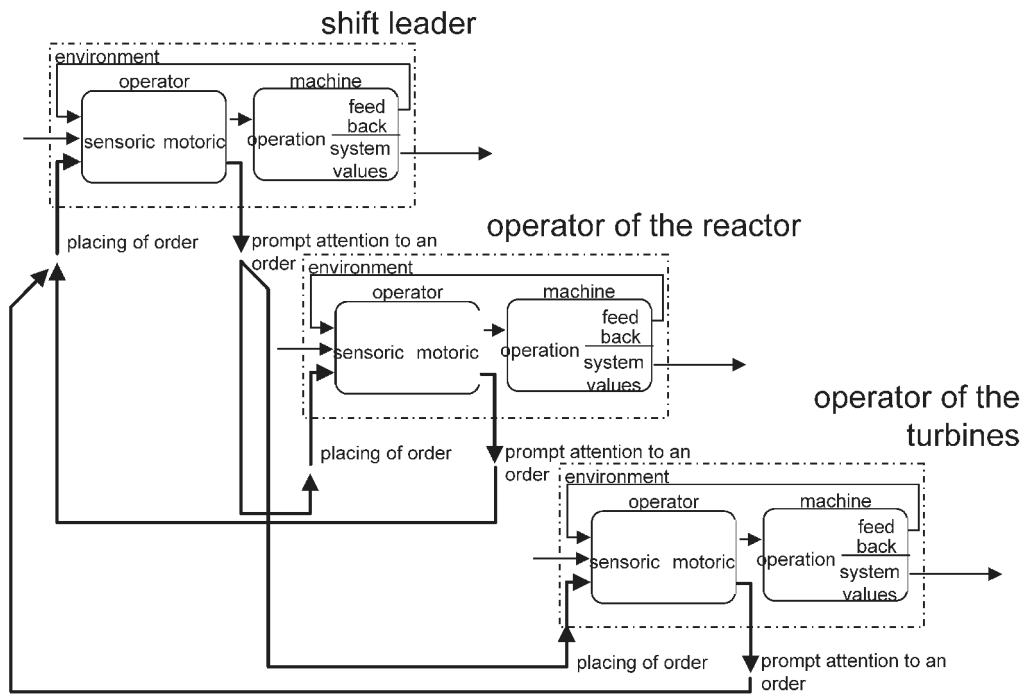 shift leader
environment
operator
machine
feed
back
sensoric motoric
operation
system
values
placing of order
prompt attention to an
order
operator of the reactor
environment
operator
machine
feed
back
sensoric motoric
operation
system
values
placing of order
prompt attention to an
order
operator of the
turbines
environment
operator
machine
feed
back
sensoric motoric
operation
system
values
placing of order
prompt attention to an
order